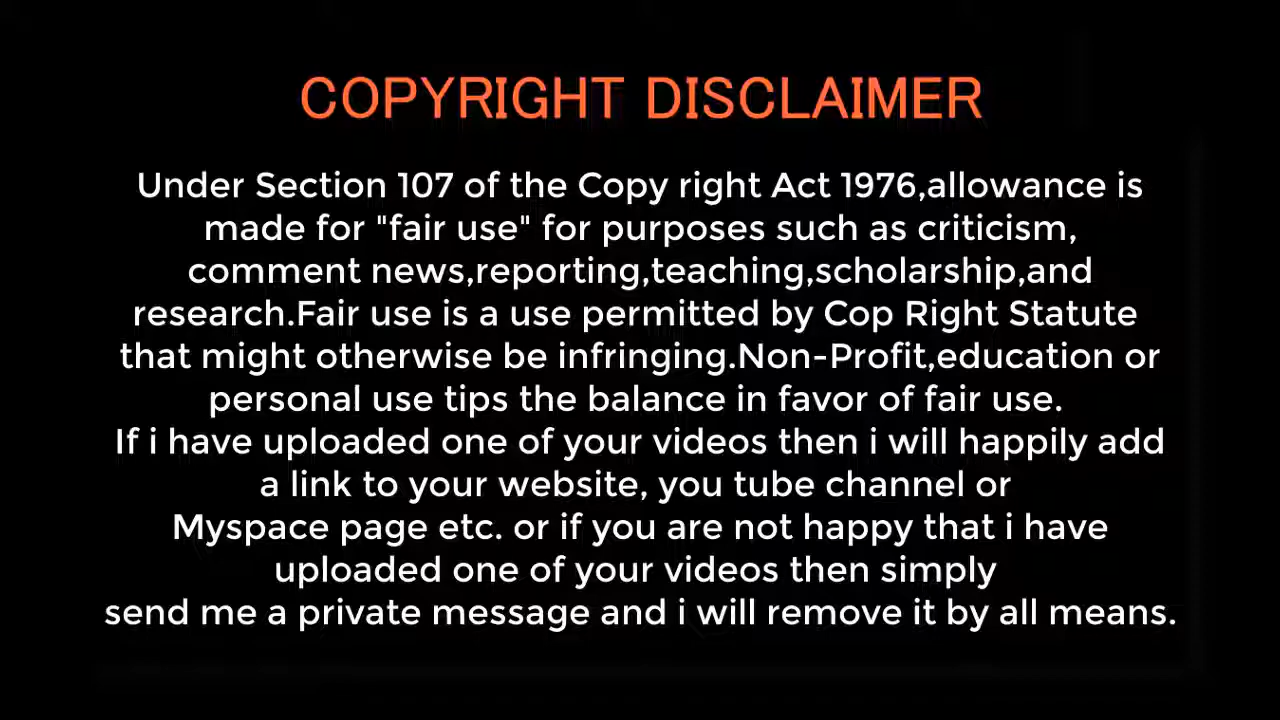 COPYRIGHT DISCLAIMER
Under Section 107 of the Copy right Act 1976,allowance is
made for "fair use" for purposes such as criticism,
comment news,reporting,teaching,scholarship,and
research.Fair use is a use permitted by Cop Right Statute
that might otherwise be infringing.Non-Profit,education or
personal use tips the balance in favor of fair use.
If i have uploaded one of your videos then i will happily add
a link to your website, you tube channel or
Myspace page etc. or if you are not happy that i have
uploaded one of your videos then simply
send me a private message and i will remove it by all means.